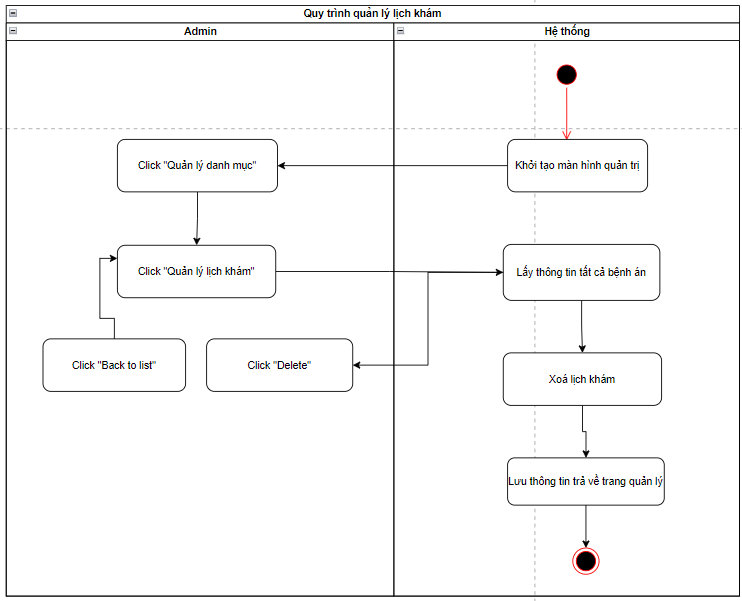 Quy trình quản lý lịch khám
Admin
Hệ thống
Khởi tạo màn hình quản trị
Click "Quản lý danh mục"
Click "Quản lý lịch khám"
Lấy thông tin tất cả bệnh án
Click "Back to list"
Click "Delete"
Xoá lịch khám
Lưu thông tin trả về trang quản lý